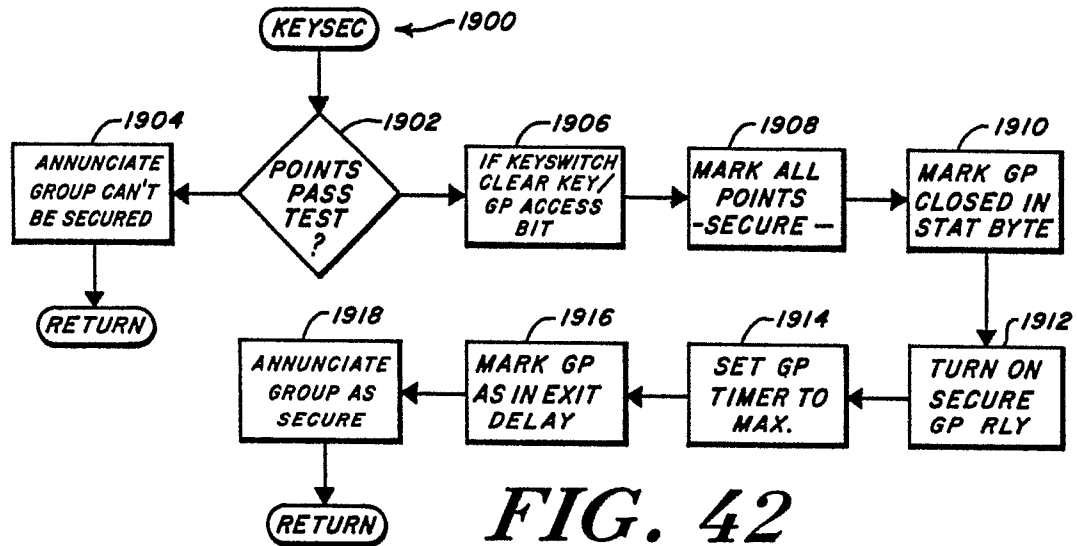 KEYSEC
1900
1904
ANNUNCIATE
GROUP CAN'T
BE SECURED
RETURN
1902
POINTS
PASS
TEST
?
1906
IF KEYSWITCH
CLEAR KEY/
GP ACCESS
BIT
1908
MARK ALL
POINTS
-SECURE -
1910
MARK GP
CLOSED IN
STAT BYTE
1912
TURN ON
SECURE
GP RLY
1914
SET GP
TIMER TO
MAX.
1916
MARK GP
AS IN EXIT
DELAY
1918
ANNUNCIATE
GROUP AS
SECURE
RETURN
FIG. 42